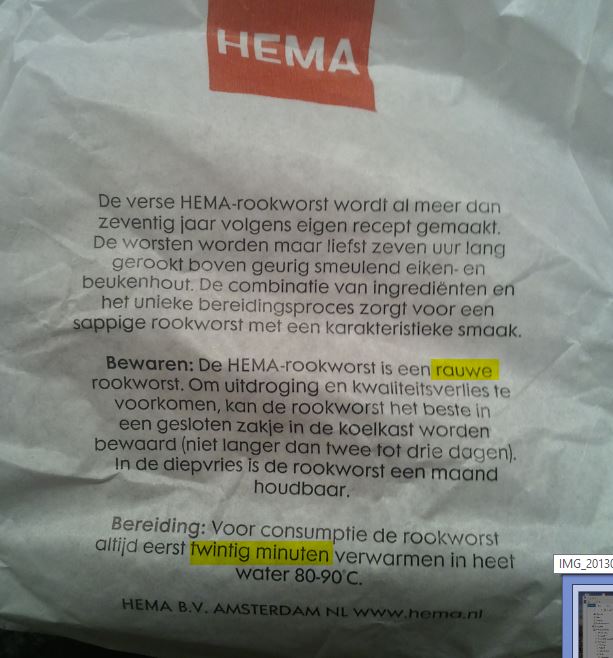 HEMA
De verse HEMA-rookworst wordt al meer dan
zeventig jaar volgens eigen recept gemaakt.
De worsten worden maar liefst zeven uur lang
gerookt boven geurig smeulend eiken- en
beukenhout. De combinatie van ingrediënten en
het unieke bereidingsproces zorgt voor een
sappige rookworst met een karakteristieke smaak.
Bewaren: De HEMA-rookworst is een rauwe
rookworst. Om uitdroging en kwaliteitsverlies te
voorkomen, kan de rookworst het beste in
een gesloten zakje in de koelkast worden
bewaard (niet langer dan twee tot drie dagen).
In de diepvries is de rookworst een maand
houdbaar.
Bereiding: Voor consumptie de rookworst
altijd eerst twintig minuten verwarmen in heet
water 80-90°C.
HEMA B.V. AMSTERDAM NL www.hema.nl
IMG_2013